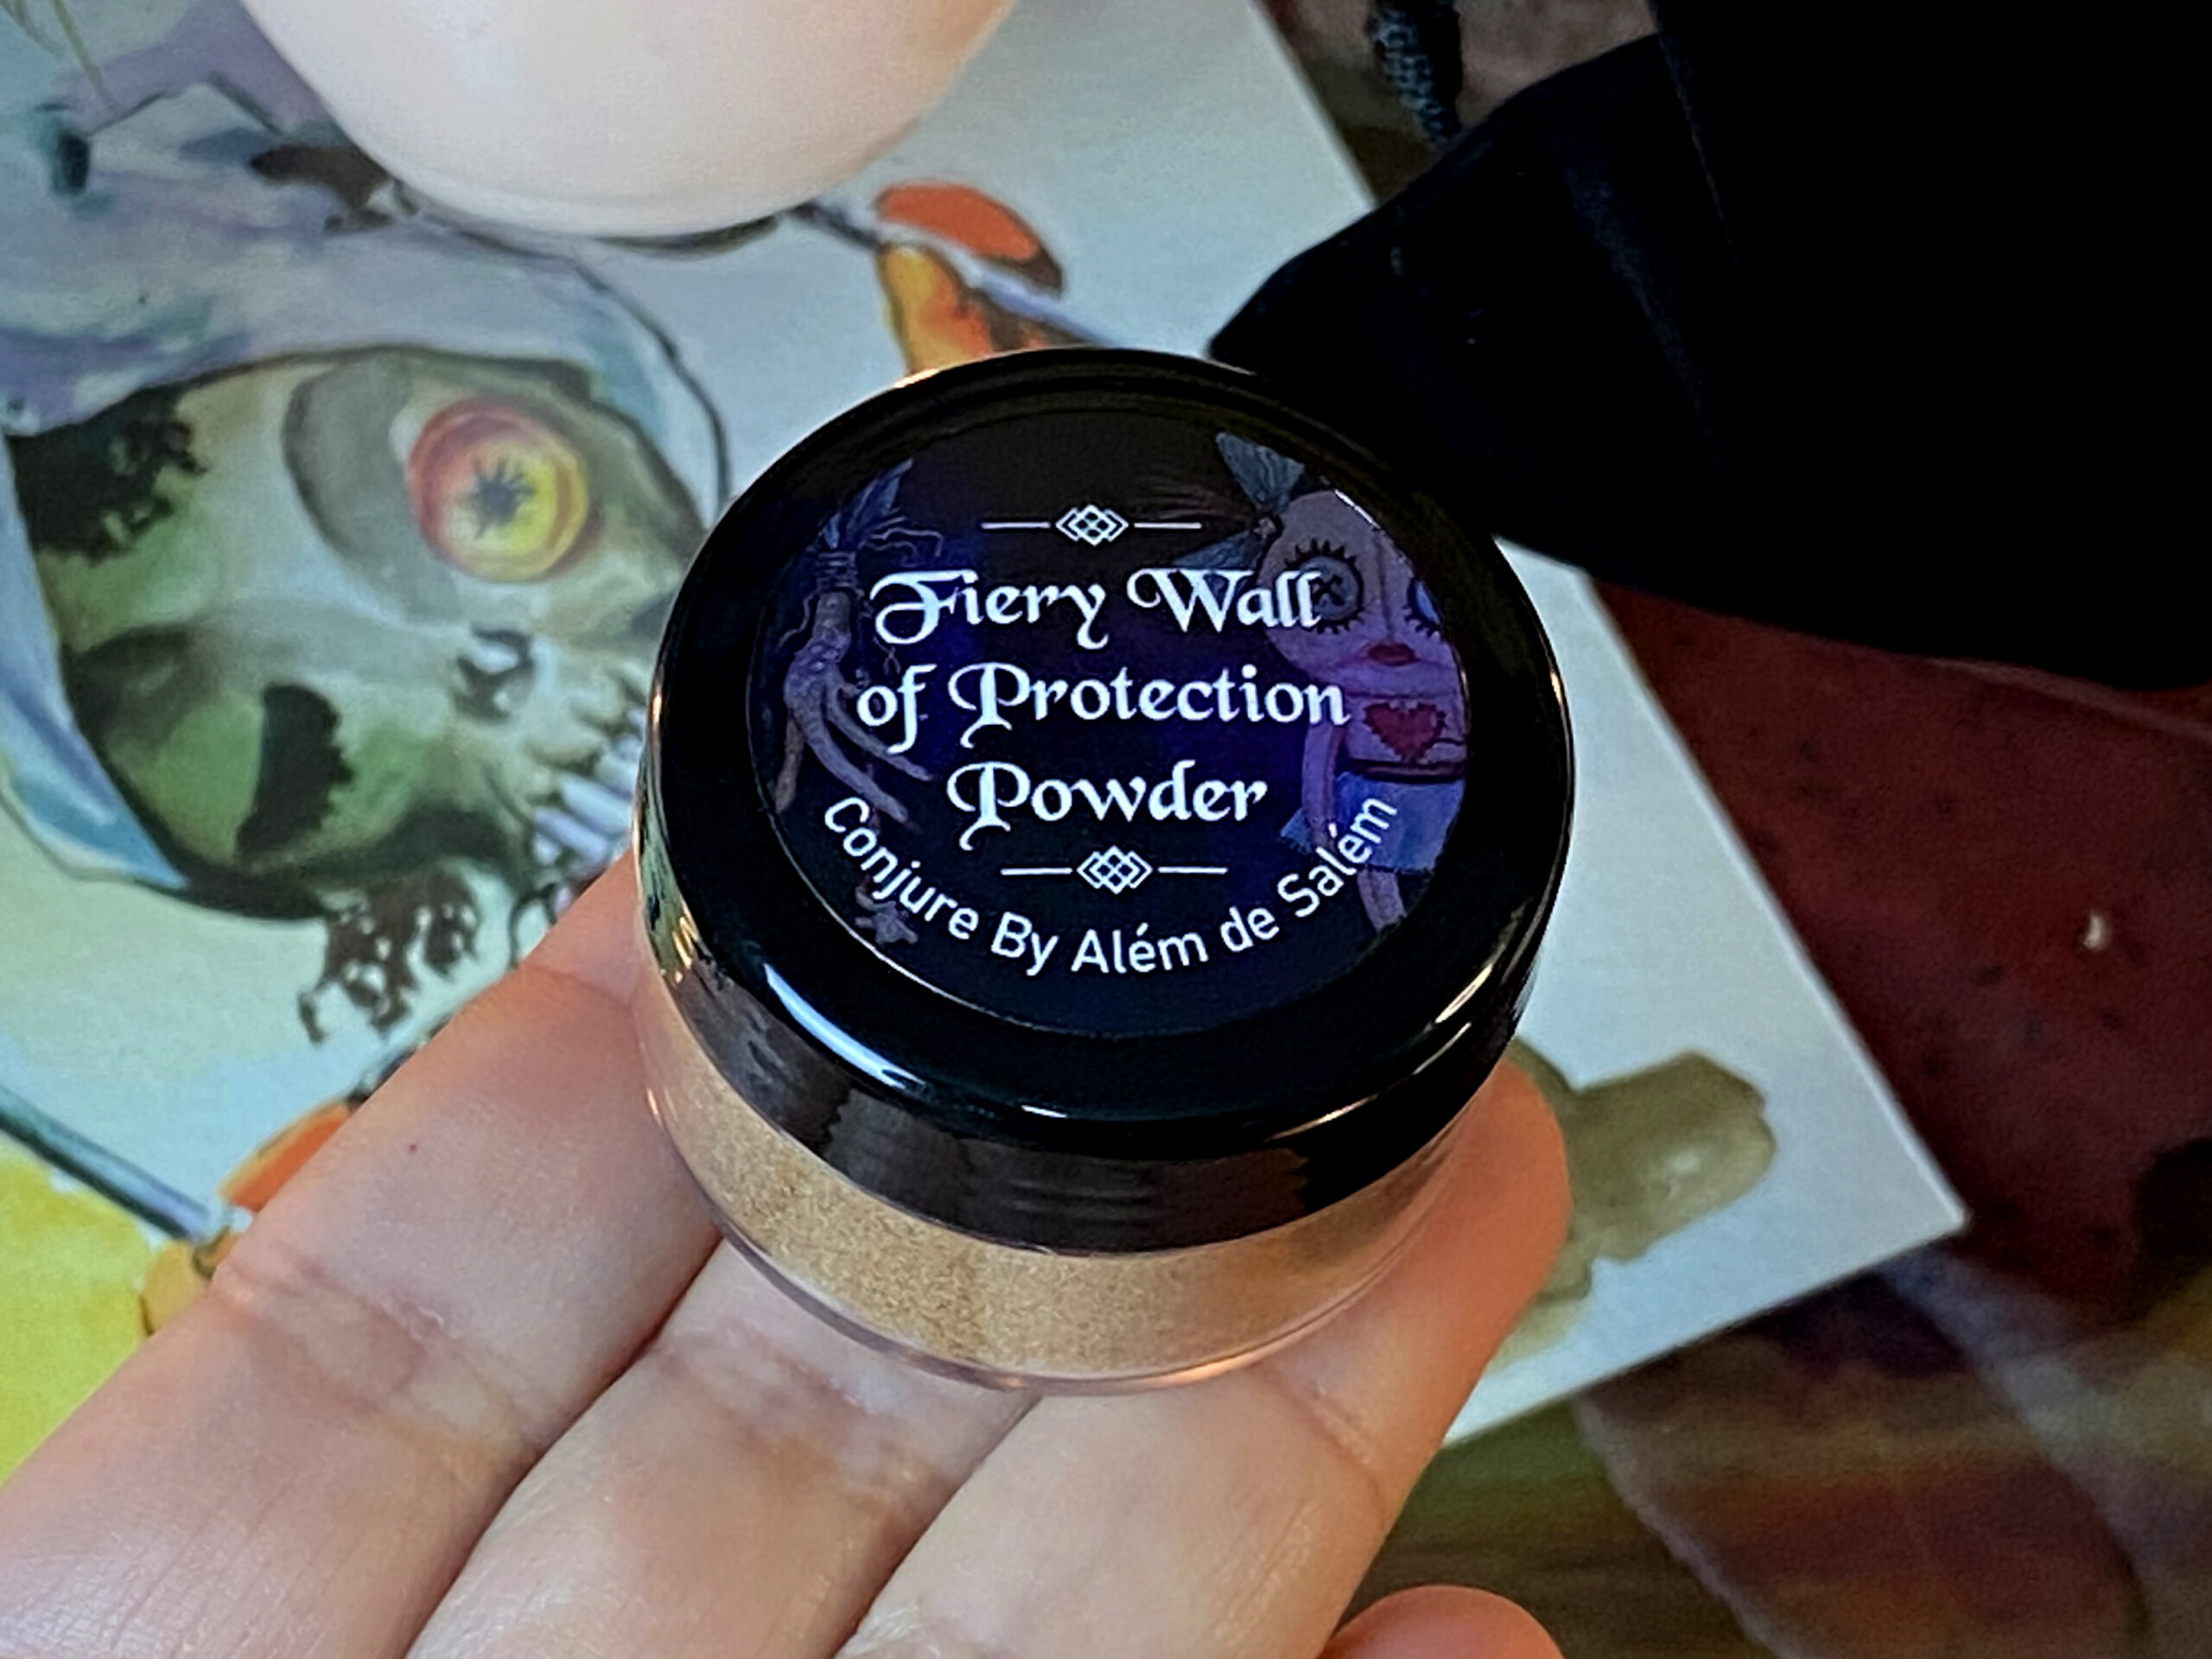 Fiery Wall
of Protection
Powder
Conjure By Além de Salém